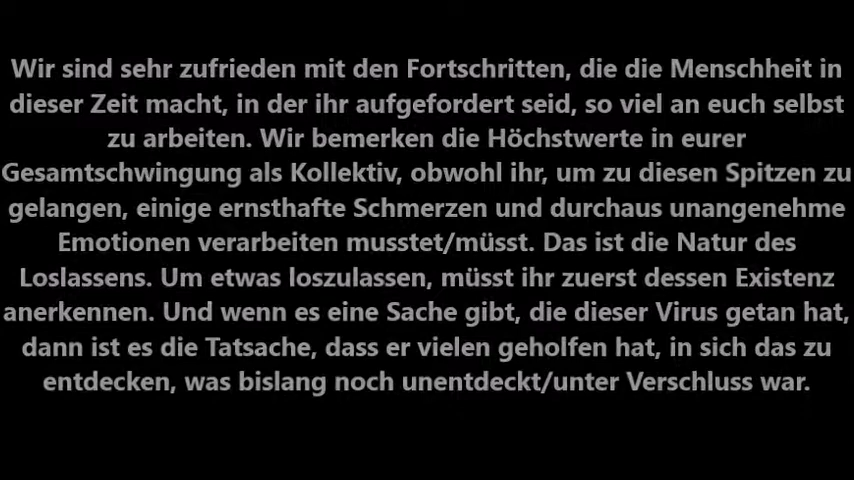 Wir sind sehr zufrieden mit den Fortschritten, die die Menschheit in
dieser Zeit macht, in der ihr aufgefordert seid, so viel an euch selbst
zu arbeiten. Wir bemerken die Höchstwerte in eurer
Gesamtschwingung als Kollektiv, obwohl ihr, um zu diesen Spitzen zu
gelangen, einige ernsthafte Schmerzen und durchaus unangenehme
Emotionen verarbeiten musstet/müsst. Das ist die Natur des
Loslassens. Um etwas loszulassen, müsst ihr zuerst dessen Existenz
anerkennen. Und wenn es eine Sache gibt, die dieser Virus getan hat,
dann ist es die Tatsache, dass er vielen geholfen hat, in sich das zu
entdecken, was bislang noch unentdeckt/unter Verschluss war.